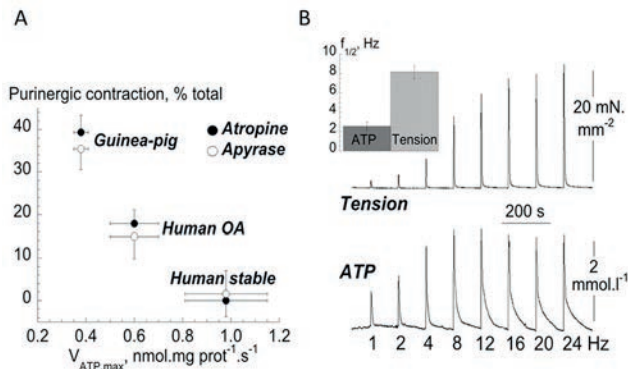 A
Purinergic contraction, % total
40
30
20
10
0
Guinea-pig
Atropine
Apyrase
Human OA
Human stable
0.2 0.4 0.6 0.8 1.0 1.2
V ATP,max, nmol.mg prot-1.s-1
B
f1/2, Hz
10
8
6
4
2
0
ATP
Tension
20 mN.
mm-2
Tension
200 s
ATP
2
mmol.l-1
1 2 4 8 12 16 20 24 Hz